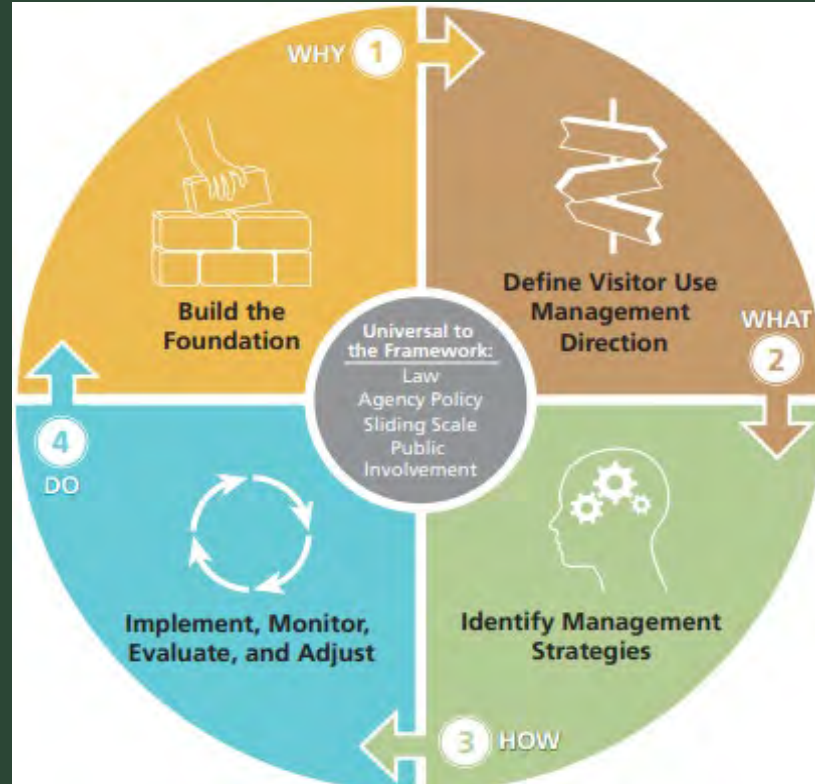 WHY 1
Build the
Foundation
Define Visitor Use
Management
Direction
WHAT
2
Universal to
the Framework:
Law
Agency Policy
Sliding Scale
Public
Involvement
Identify Management
Strategies
3 HOW
Implement, Monitor,
Evaluate, and Adjust
4
DO